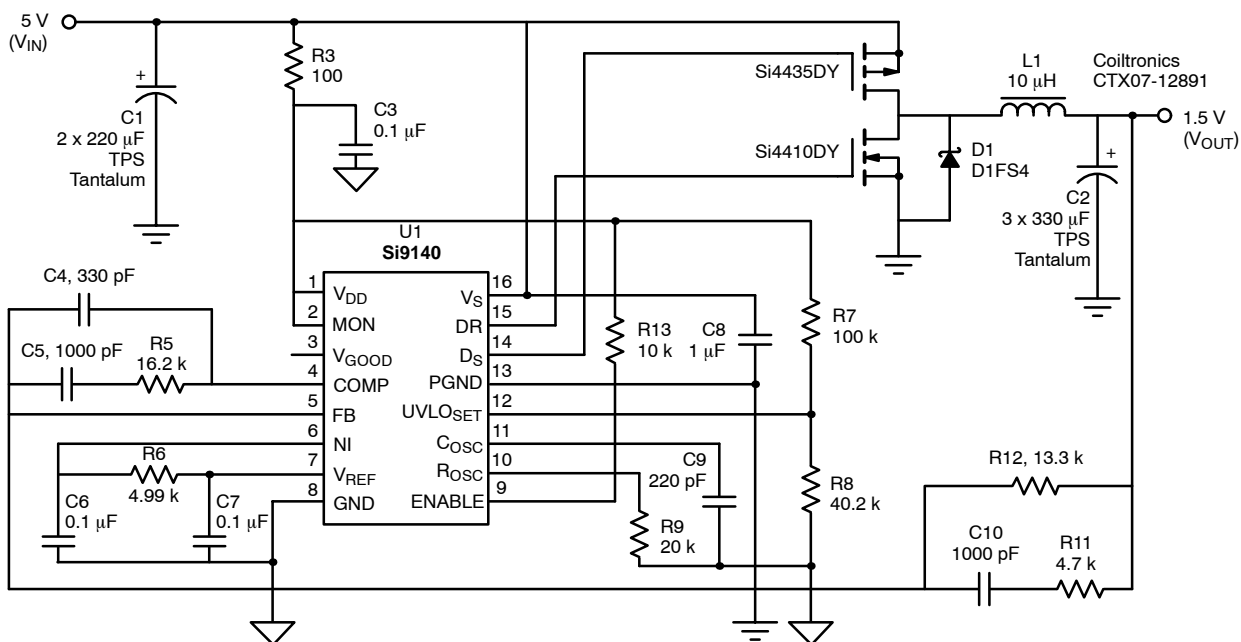 5 V
(VIN)
R3
100
+
C1
2 x 220 μF
TPS
Tantalum
C3
0.1 μF
Si4435DY
Si4410DY
L1
10 μH
Coiltronics
CTX07-12891
1.5 V
(VOUT)
D1
D1FS4
+
C2
3 x 330 μF
TPS
Tantalum
U1
Si9140
C4, 330 pF
C5, 1000 pF
R5
16.2 k
1
VDD
2
MON
3
VGOOD
4
COMP
5
FB
6
NI
7
VREF
8
GND
16
VS
15
DR
14
DS
13
PGND
12
UVLOSET
11
COSC
10
ROSC
9
ENABLE
R13
10 k
C8
1 μF
R7
100 k
R6
4.99 k
C6
0.1 μF
C7
0.1 μF
C9
220 pF
R9
20 k
R8
40.2 k
R12, 13.3 k
C10
1000 pF
R11
4.7 k